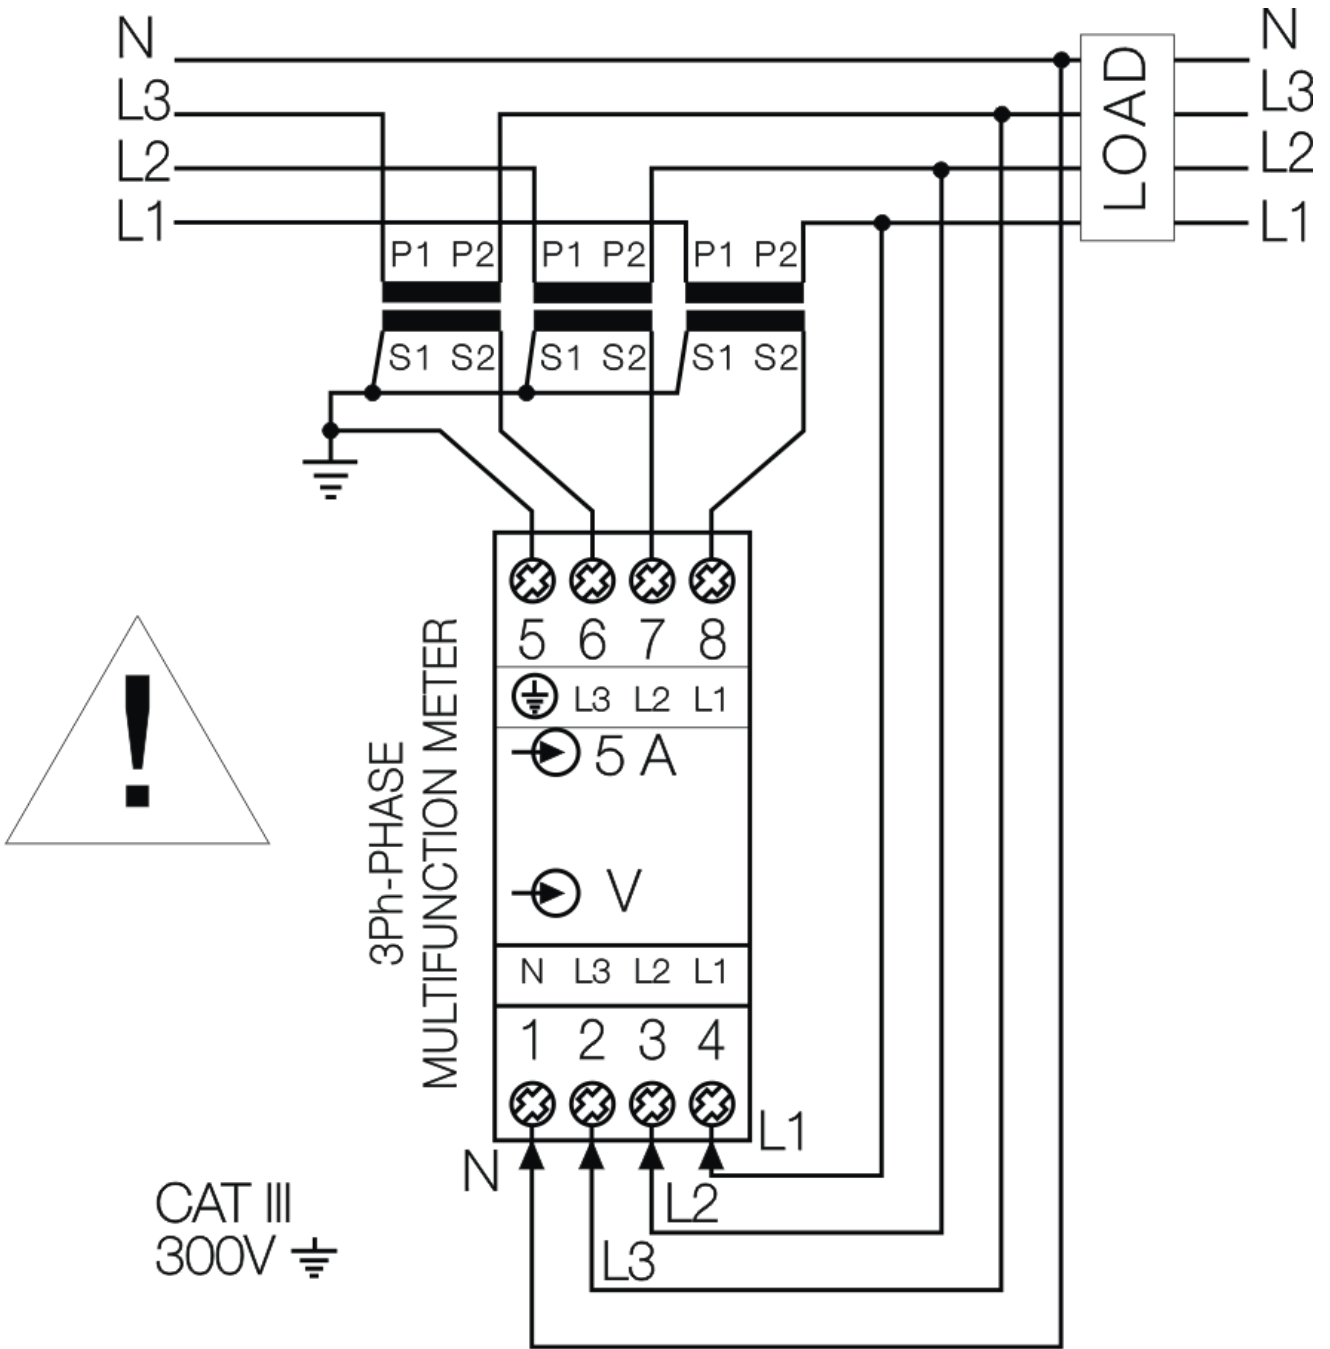 N
N
L3
L3
L2
L2
L1
L1
LOAD
P1 P2 P1 P2 P1 P2
S1 S2 S1 S2 S1 S2
5 6 7 8
L3 L2 L1
5 A
V
3Ph-PHASE
MULTIFUNCTION METER
!
N L3 L2 L1
1 2 3 4
L1
N
L2
L3
CAT III
300V